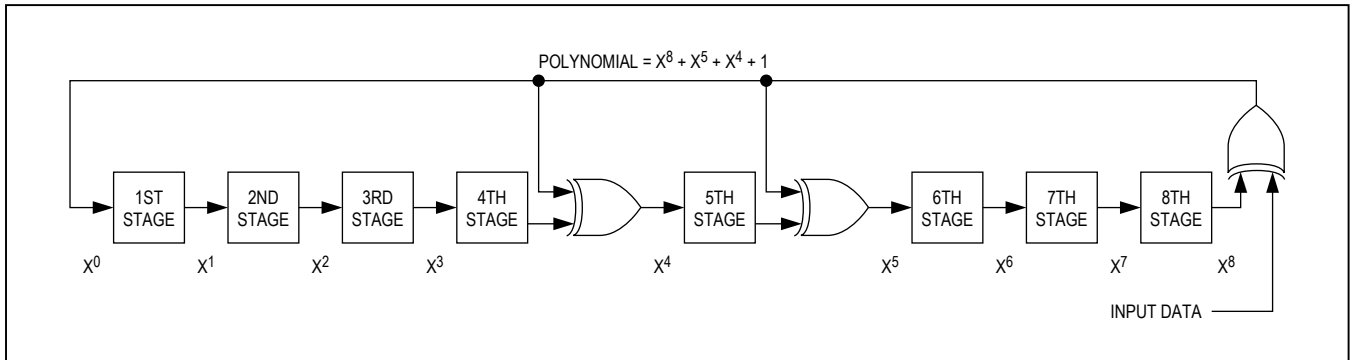 POLYNOMIAL = X⁸ + X⁵ + X⁴ + 1
1ST
STAGE
2ND
STAGE
3RD
STAGE
4TH
STAGE
5TH
STAGE
6TH
STAGE
7TH
STAGE
8TH
STAGE
X⁰
X¹
X²
X³
X⁴
X⁵
X⁶
X⁷
X⁸
INPUT DATA